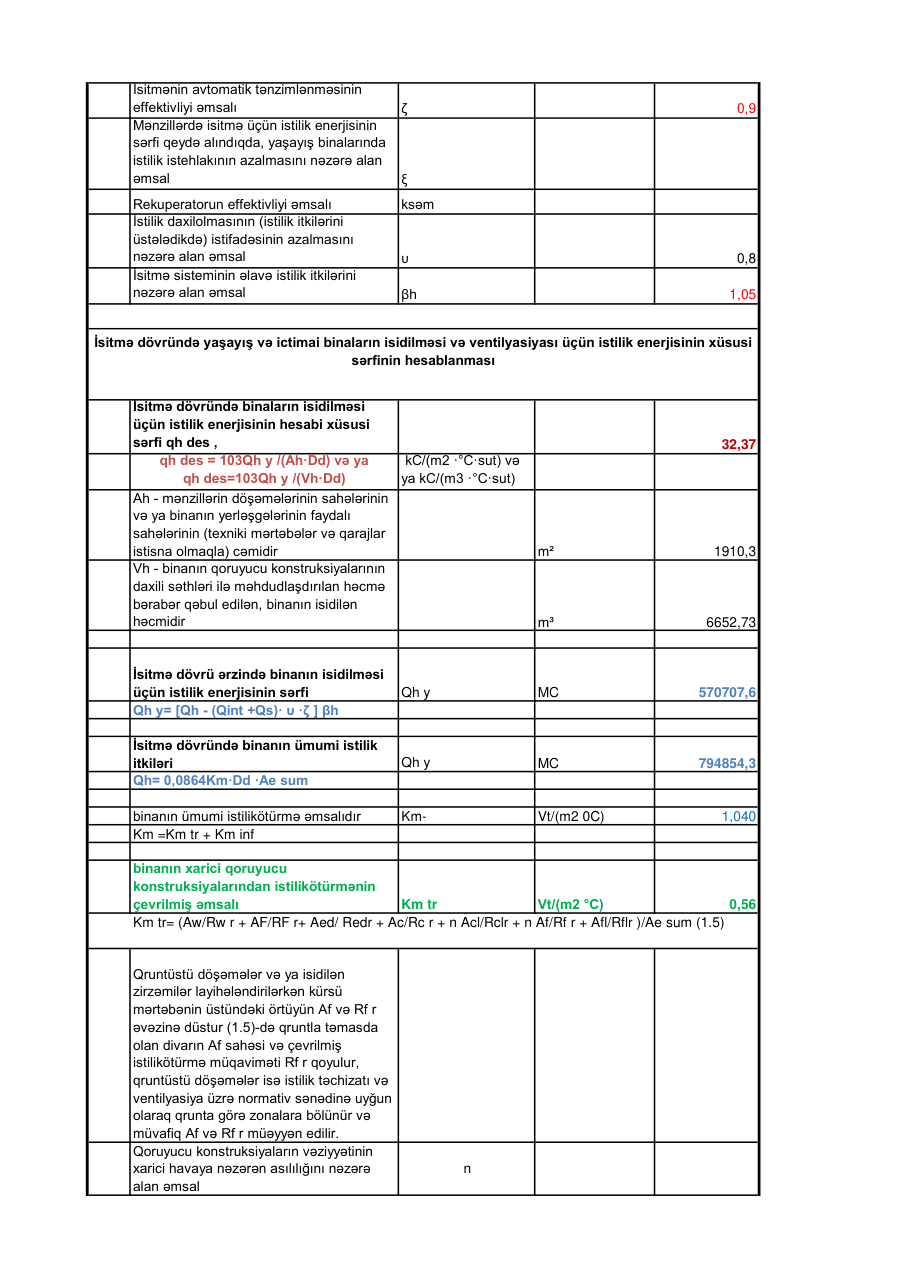 İsitmənin avtomatik tənzimlənməsinin
effektivliyi əmsalı ζ 0,9
Mənzillərdə isitmə üçün istilik enerjisinin
sərfi qeydə alındıqda, yaşayış binalarında
istilik istehlakının azalmasını nəzərə alan
əmsal ξ
Rekuperatorun effektivliyi əmsalı ksəm
İstilik daxilolmasının (istilik itkilərini
üstələdikdə) istifadəsinin azalmasını
nəzərə alan əmsal υ 0,8
İsitmə sisteminin əlavə istilik itkilərini
nəzərə alan əmsal βh 1,05
İsitmə dövründə yaşayış və ictimai binaların isidilməsi və ventilyasiyası üçün istilik enerjisinin xüsusi
sərfinin hesablanması
İsitmə dövründə binaların isidilməsi
üçün istilik enerjisinin hesabi xüsusi
sərfi qh des , 32,37
qh des = 103Qh y /(Ah·Dd) və ya kC/(m2 ·°C·sut) və
qh des=103Qh y /(Vh·Dd) ya kC/(m3 ·°C·sut)
Ah - mənzillərin döşəmələrinin sahələrinin
və ya binanın yerləşgələrinin faydalı
sahələrinin (texniki mərtəbələr və qarajlar
istisna olmaqla) cəmidir m² 1910,3
Vh - binanın qoruyucu konstruksiyalarının
daxili səthləri ilə məhdudlaşdırılan həcmə
bərabər qəbul edilən, binanın isidilən
həcmidir m³ 6652,73
İsitmə dövrü ərzində binanın isidilməsi
üçün istilik enerjisinin sərfi Qh y MC 570707,6
Qh y= [Qh - (Qint +Qs)· υ ·ζ ] βh
İsitmə dövründə binanın ümumi istilik
itkiləri Qh y MC 794854,3
Qh= 0,0864Km·Dd ·Ae sum
binanın ümumi istilikötürmə əmsalıdır Km- Vt/(m2 0C) 1,040
Km =Km tr + Km inf
binanın xarici qoruyucu
konstruksiyalarından istilikötürmənin
çevrilmiş əmsalı Km tr Vt/(m2 °C) 0,56
Km tr= (Aw/Rw r + AF/RF r+ Aed/ Redr + Ac/Rc r + n Acl/Rclr + n Af/Rf r + Afl/Rflr )/Ae sum (1.5)
Qruntüstü döşəmələr və ya isidilən
zirzəmilər layihələndirilərkən kürsü
mərtəbənin üstündəki örtüyün Af və Rf r
əvəzinə düstur (1.5)-də qruntla təmasda
olan divarın Af sahəsi və çevrilmiş
istilikötürmə müqaviməti Rf r qoyulur,
qruntüstü döşəmələr isə istilik təchizatı və
ventilyasiya üzrə normativ sənədinə uyğun
olaraq qrunta görə zonalara bölünür və
müvafiq Af və Rf r müəyyən edilir.
Qoruyucu konstruksiyaların vəziyyətinin
xarici havaya nəzərən asılılığını nəzərə n
alan əmsal